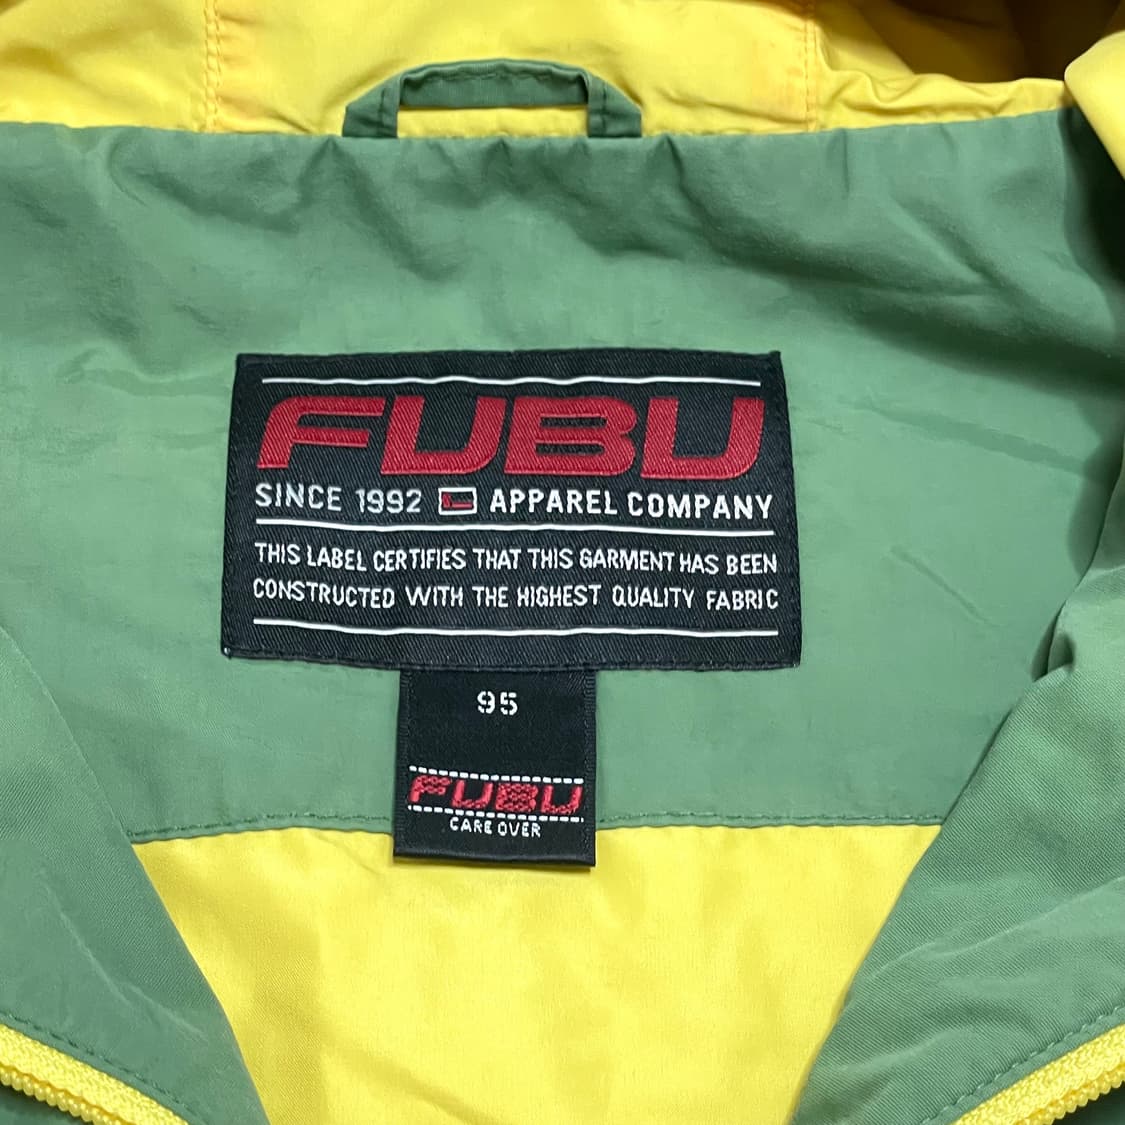 FUBU
SINCE 1992 APPAREL COMPANY
THIS LABEL CERTIFIES THAT THIS GARMENT HAS BEEN
CONSTRUCTED WITH THE HIGHEST QUALITY FABRIC
95
FUBU
CARE OVER